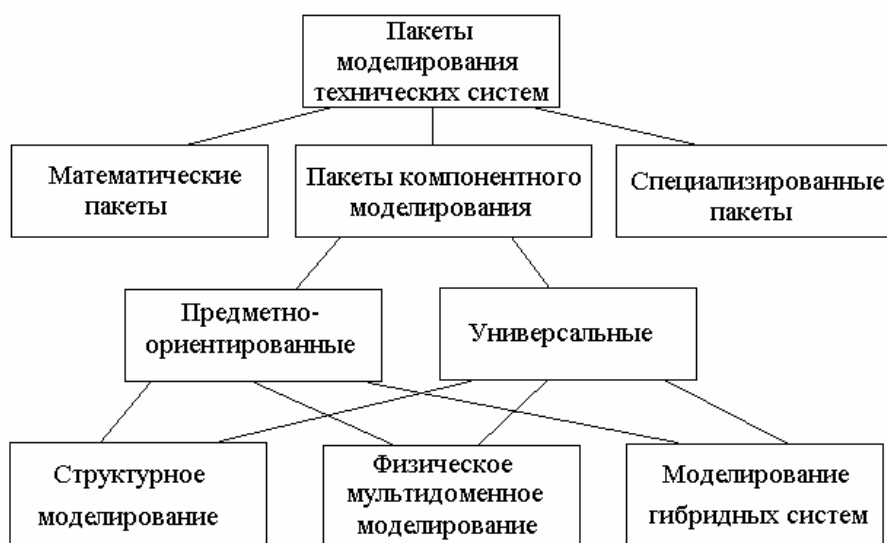 Пакеты
моделирования
технических систем
Математические
пакеты
Пакеты компонентного
моделирования
Специализированные
пакеты
Предметно-
ориентированные
Универсальные
Структурное
моделирование
Физическое
мультидоменное
моделирование
Моделирование
гибридных систем